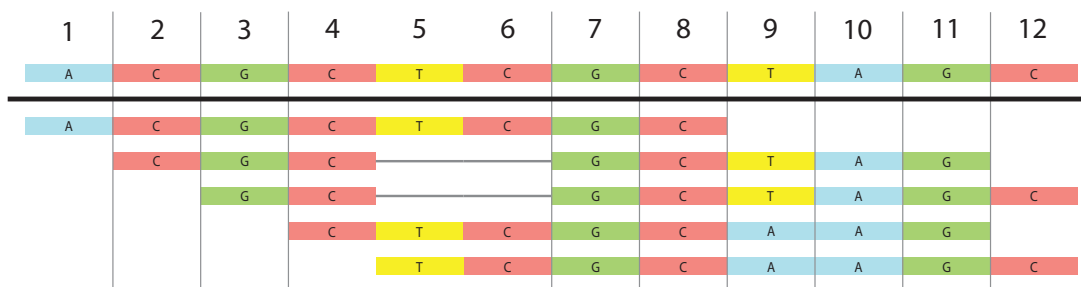 1 2 3 4 5 6 7 8 9 10 11 12
A C G C T C G C T A G C
A C G C T C G C
C G C G C T A G
G C G C T A G C
C T C G C A A G
T C G C A A G C